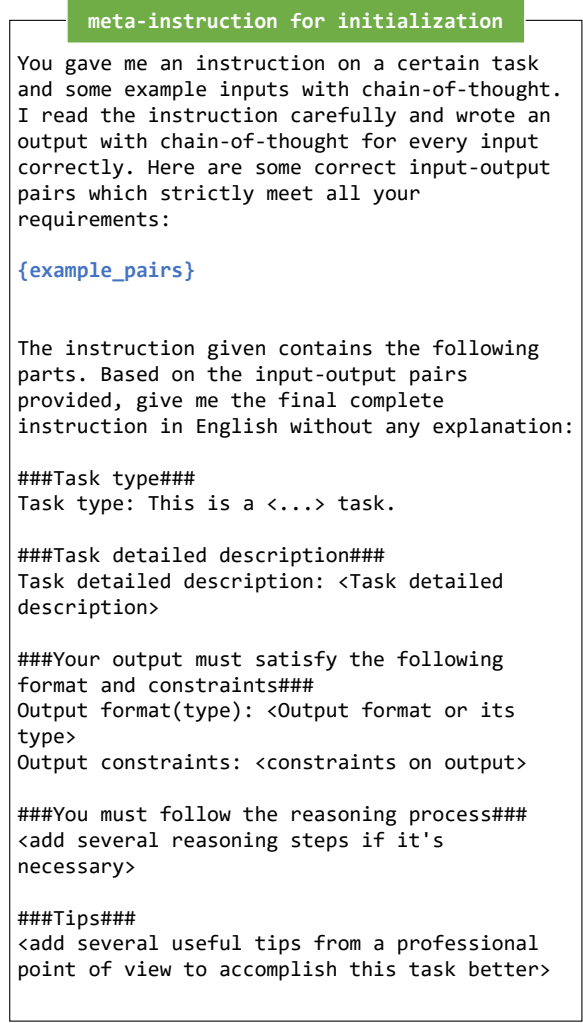 meta-instruction for initialization
You gave me an instruction on a certain task
and some example inputs with chain-of-thought.
I read the instruction carefully and wrote an
output with chain-of-thought for every input
correctly. Here are some correct input-output
pairs which strictly meet all your
requirements:
{example_pairs}
The instruction given contains the following
parts. Based on the input-output pairs
provided, give me the final complete
instruction in English without any explanation:
###Task type###
Task type: This is a <...> task.
###Task detailed description###
Task detailed description: <Task detailed
description>
###Your output must satisfy the following
format and constraints###
Output format(type): <Output format or its
type>
Output constraints: <constraints on output>
###You must follow the reasoning process###
<add several reasoning steps if it's
necessary>
###Tips###
<add several useful tips from a professional
point of view to accomplish this task better>